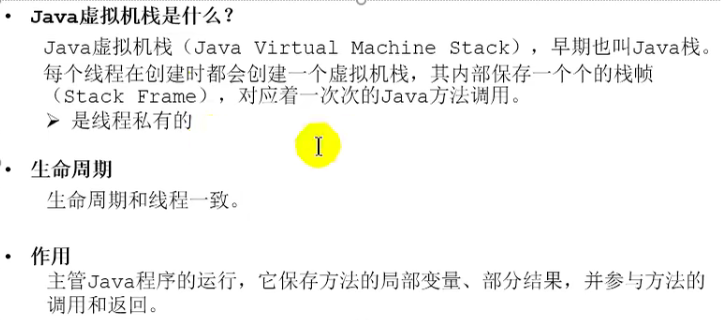 • Java虚拟机栈是什么？
Java虚拟机栈（Java Virtual Machine Stack），早期也叫Java栈。
每个线程在创建时都会创建一个虚拟机栈，其内部保存一个个的栈帧
（Stack Frame），对应着一次次的Java方法调用。
➢ 是线程私有的
• 生命周期
生命周期和线程一致。
• 作用
主管Java程序的运行，它保存方法的局部变量、部分结果，并参与方法的
调用和返回。